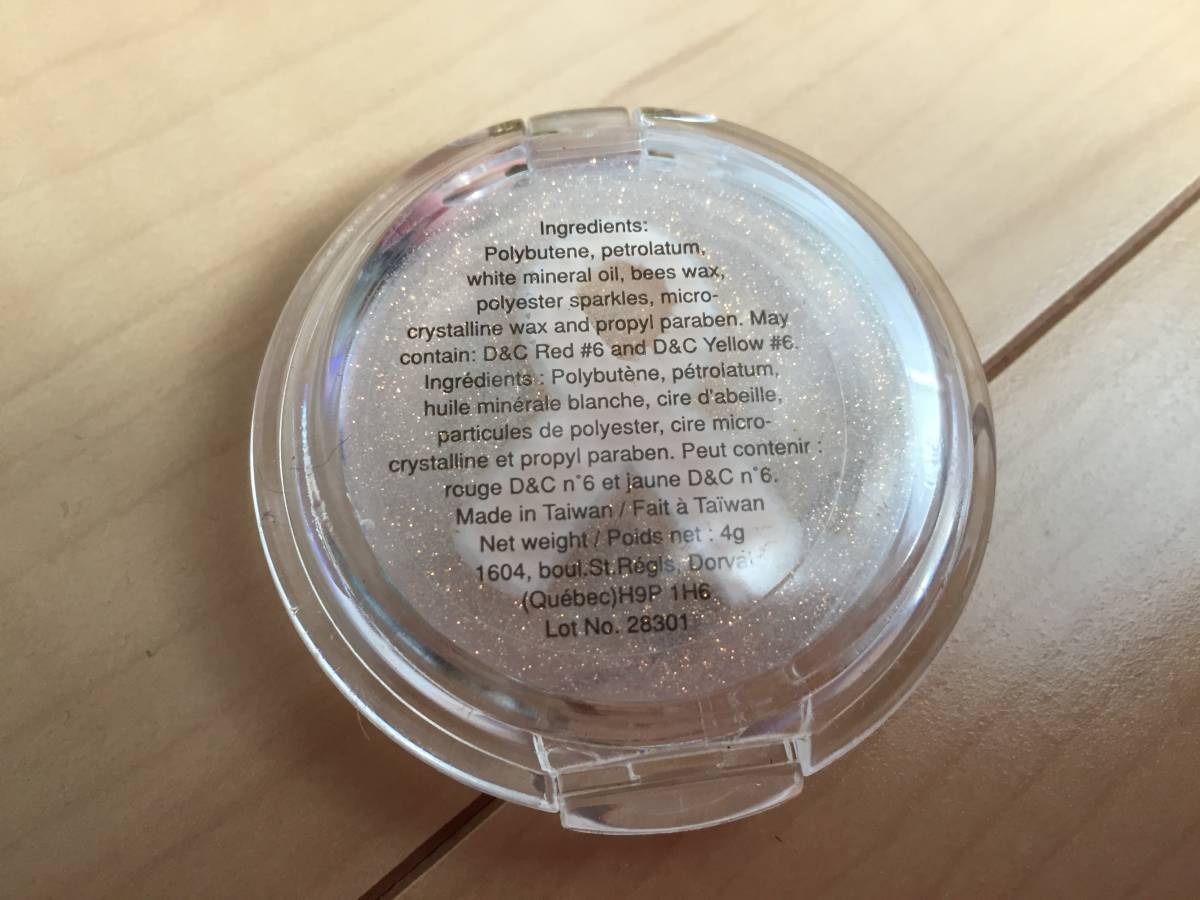 Ingredients:
Polybutene, petrolatum,
white mineral oil, bees wax,
polyester sparkles, micro-
crystalline wax and propyl paraben. May
contain: D&C Red #6 and D&C Yellow #6.
Ingrédients : Polybutène, pétrolatum,
huile minérale blanche, cire d'abeille,
particules de polyester, cire micro-
crystalline et propyl paraben. Peut contenir :
rouge D&C n°6 et jaune D&C n°6.
Made in Taiwan / Fait à Taïwan
Net weight / Poids net : 4g
1604, boul.St.Régis,
(Québec)H9P 1H6
Lot No. 28301